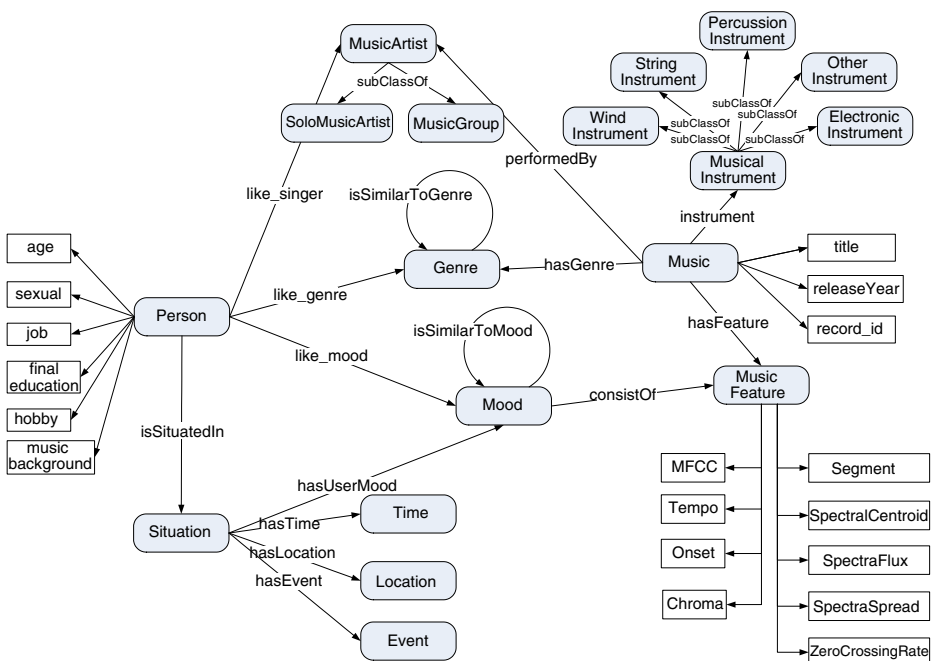 MusicArtist
subClassOf
SoloMusicArtist
MusicGroup
Percussion
Instrument
String
Instrument
Other
Instrument
Wind
Instrument
Electronic
Instrument
subClassOf
subClassOf
subClassOf
subClassOf
subClassOf
Musical
Instrument
performedBy
like_singer
isSimilarToGenre
instrument
age
sexual
job
final
education
hobby
music
background
Person
like_genre
Genre
hasGenre
Music
title
releaseYear
record_id
hasFeature
like_mood
isSimilarToMood
Mood
consistOf
Music
Feature
isSituatedIn
hasUserMood
Situation
hasTime
Time
hasLocation
Location
hasEvent
Event
MFCC
Tempo
Onset
Chroma
Segment
SpectralCentroid
SpectraFlux
SpectraSpread
ZeroCrossingRate